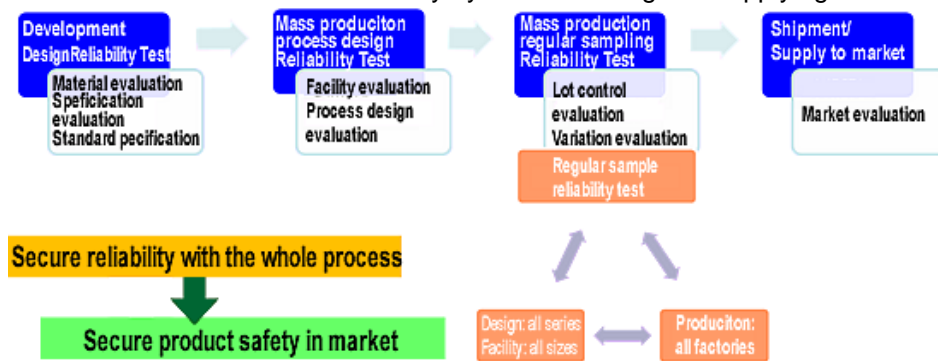 Development
DesignReliability Test
Material evaluation
Speficication
evaluation
Standard pecification
Mass produciton
process design
Reliability Test
Facility evaluation
Process design
evaluation
Mass production
regular sampling
Reliability Test
Lot control
evaluation
Variation evaluation
Regular sample
reliability test
Shipment/
Supply to market
Market evaluation
Secure reliability with the whole process
Secure product safety in market
Design: all series
Facility: all sizes
Produciton:
all factories